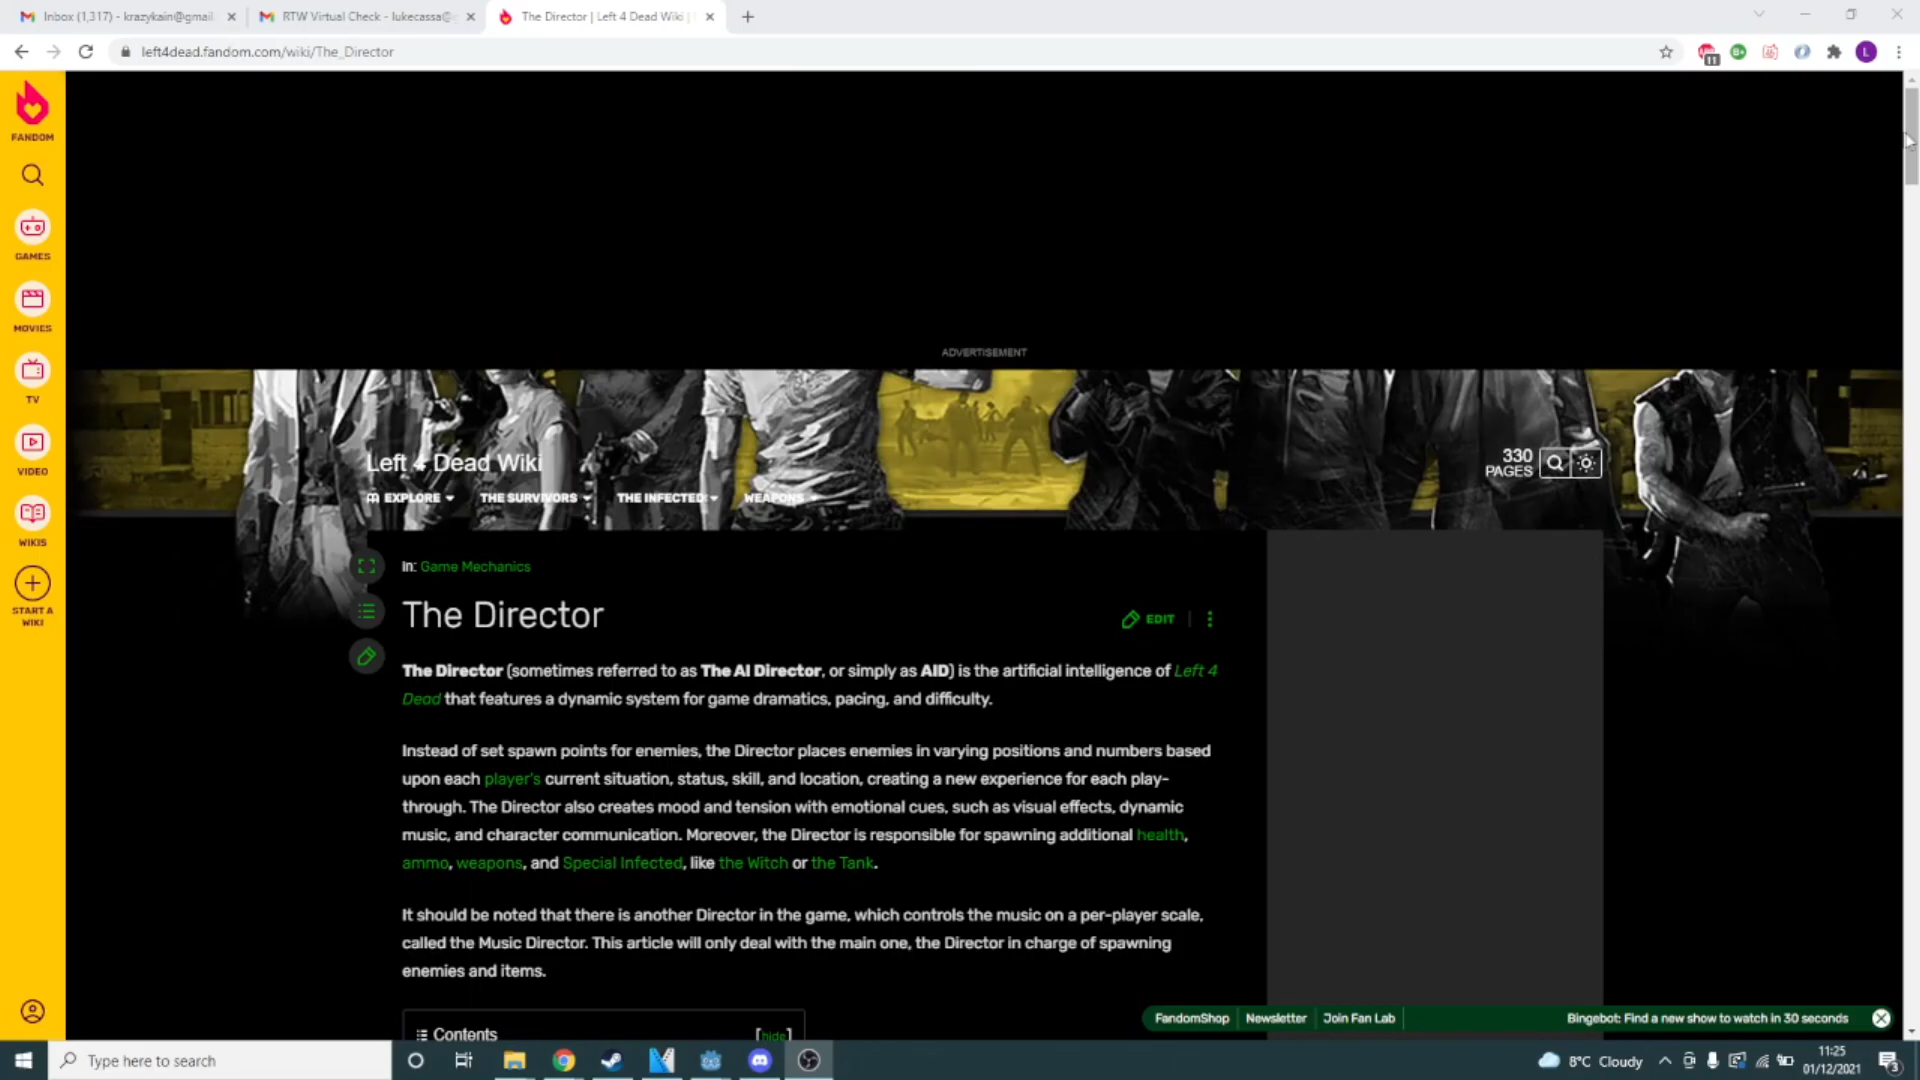 Inbox (1,317) - krazykain@gmail
RTW Virtual Check - lukecassa@
The Director | Left 4 Dead Wiki |
left4dead.fandom.com/wiki/The_Director
11
L
FANDOM
GAMES
MOVIES
TV
VIDEO
WIKIS
START A
WIKI
ADVERTISEMENT
Left 4 Dead Wiki
330
PAGES
EXPLORE
THE SURVIVORS
THE INFECTED
WEAPONS
In: Game Mechanics
The Director
EDIT
The Director (sometimes referred to as The AI Director, or simply as AID) is the artificial intelligence of Left 4
Dead that features a dynamic system for game dramatics, pacing, and difficulty.
Instead of set spawn points for enemies, the Director places enemies in varying positions and numbers based
upon each player's current situation, status, skill, and location, creating a new experience for each play-
through. The Director also creates mood and tension with emotional cues, such as visual effects, dynamic
music, and character communication. Moreover, the Director is responsible for spawning additional health,
ammo, weapons, and Special Infected, like the Witch or the Tank.
It should be noted that there is another Director in the game, which controls the music on a per-player scale,
called the Music Director. This article will only deal with the main one, the Director in charge of spawning
enemies and items.
Contents
[hide]
FandomShop
Newsletter
Join Fan Lab
Bingebot: Find a new show to watch in 30 seconds
Type here to search
8°C Cloudy
11:25
01/12/2021
3